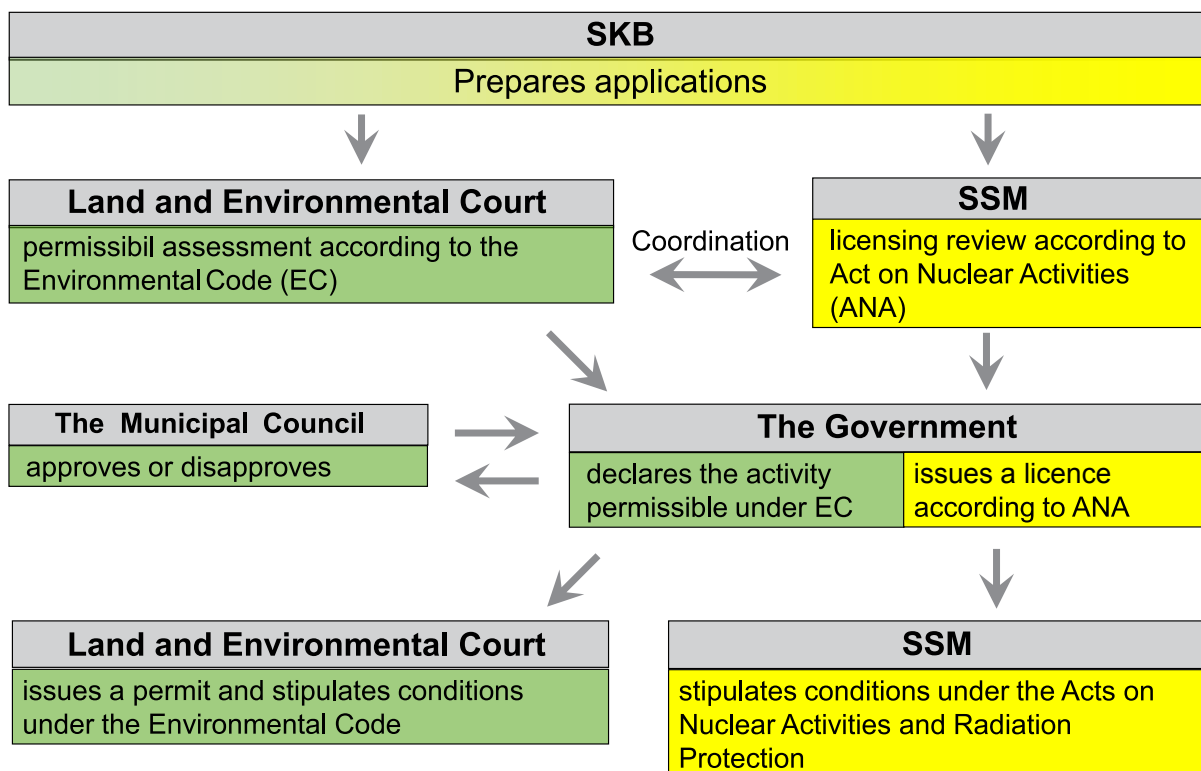 SKB
Prepares applications
Land and Environmental Court
permissibil assessment according to the
Environmental Code (EC)
Coordination
SSM
licensing review according to
Act on Nuclear Activities
(ANA)
The Municipal Council
approves or disapproves
The Government
declares the activity
permissible under EC
issues a licence
according to ANA
Land and Environmental Court
issues a permit and stipulates conditions
under the Environmental Code
SSM
stipulates conditions under the Acts on
Nuclear Activities and Radiation
Protection